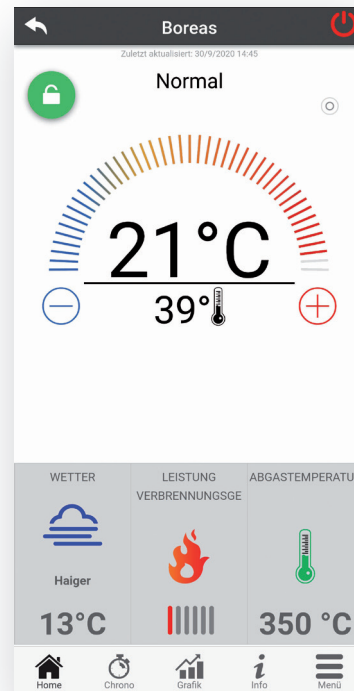 Boreas
Zuletzt aktualisiert: 30/9/2020 14:45
Normal
21°C
39°
WETTER
LEISTUNG
VERBRENNUNGSGE
ABGASTEMPERATU
Haiger
13°C
350 °C
Home
Chrono
Grafik
Info
Menü